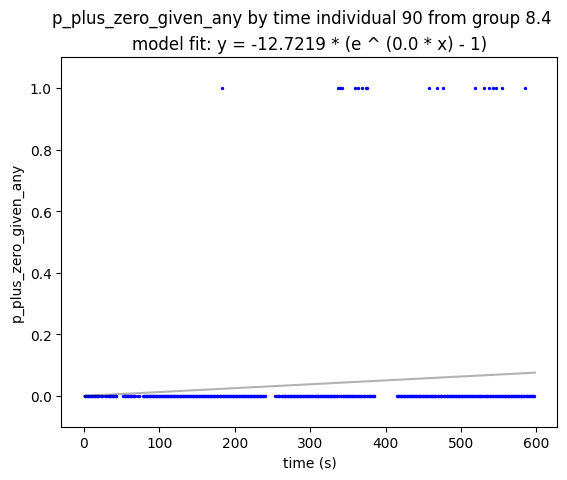 p_plus_zero_given_any by time individual 90 from group 8.4
model fit: y = -12.7219 * (e ^ (0.0 * x) - 1)
1.0
0.8
0.6
0.4
0.2
0.0
p_plus_zero_given_any
0 100 200 300 400 500 600
time (s)